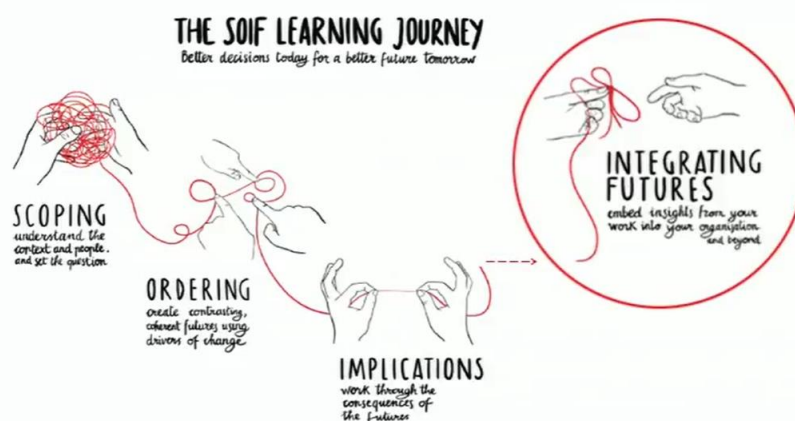 THE SOIF LEARNING JOURNEY
Better decisions today for a better future tomorrow
SCOPING
understand the
context and people.
and set the question
ORDERING
create contrasting,
coherent futures using
drivers of change
IMPLICATIONS
work through the
consequences of
the futures
INTEGRATING
FUTURES
embed insights from your
work into your organisation
and beyond